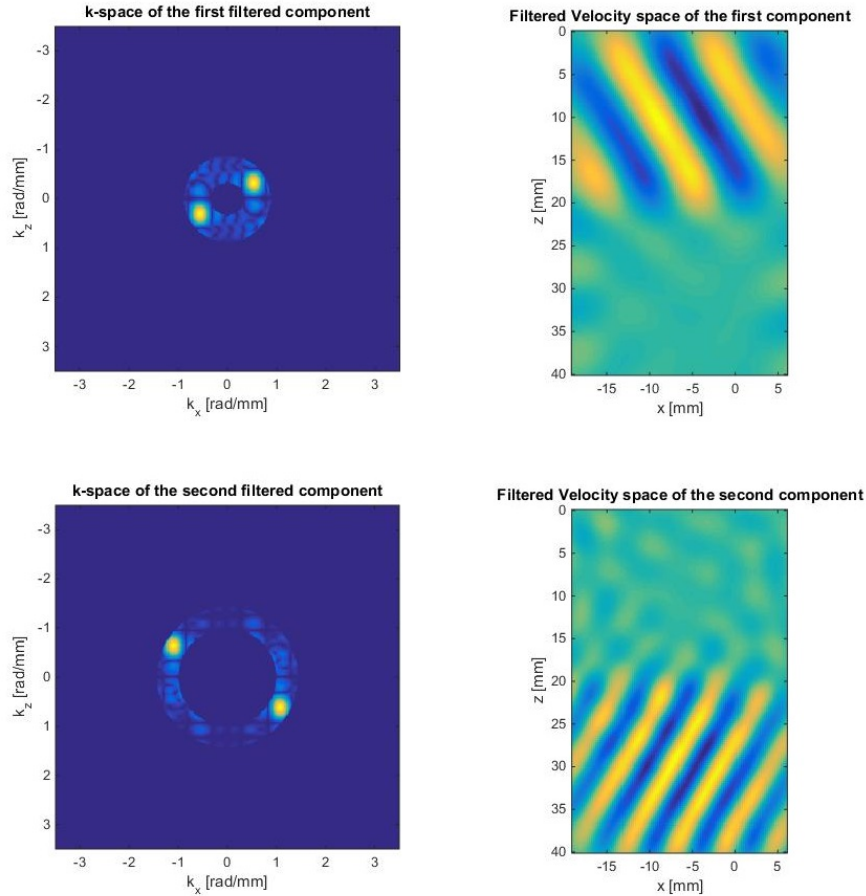 k-space of the first filtered component
-3
-2
-1
0
1
2
3
k_z [rad/mm]
-3 -2 -1 0 1 2 3
k_x [rad/mm]
Filtered Velocity space of the first component
0
5
10
15
20
25
30
35
40
z [mm]
-15 -10 -5 0 5
x [mm]
k-space of the second filtered component
-3
-2
-1
0
1
2
3
k_z [rad/mm]
-3 -2 -1 0 1 2 3
k_x [rad/mm]
Filtered Velocity space of the second component
0
5
10
15
20
25
30
35
40
z [mm]
-15 -10 -5 0 5
x [mm]